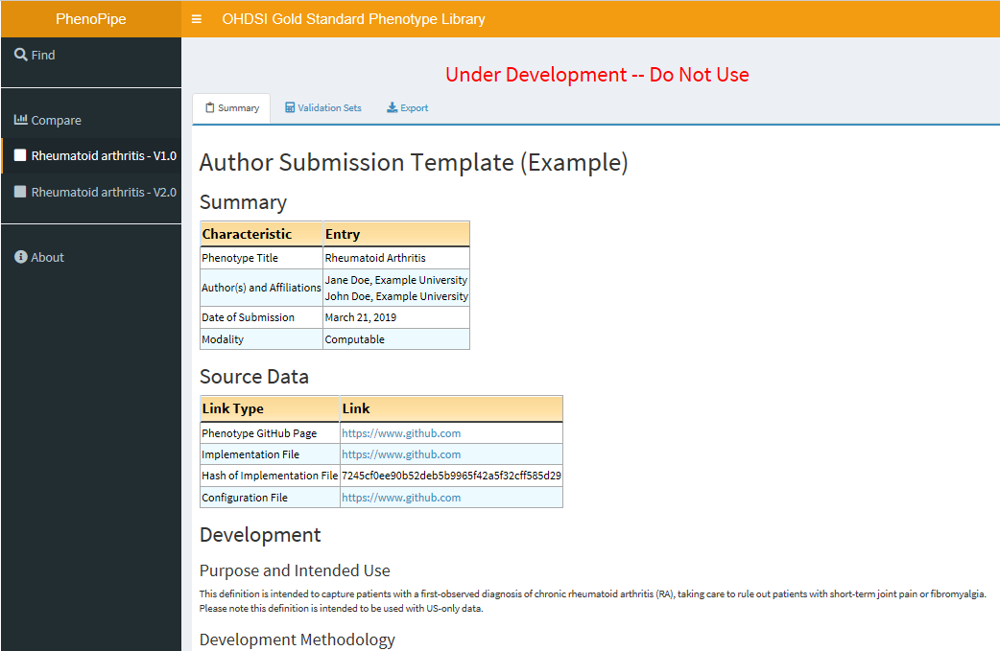 PhenoPipe
OHDSI Gold Standard Phenotype Library
Find
Compare
Rheumatoid arthritis - V1.0
Rheumatoid arthritis - V2.0
About
Under Development -- Do Not Use
Summary Validation Sets Export
Author Submission Template (Example)
Summary
Characteristic Entry
Phenotype Title Rheumatoid Arthritis
Author(s) and Affiliations Jane Doe, Example University
John Doe, Example University
Date of Submission March 21, 2019
Modality Computable
Source Data
Link Type Link
Phenotype GitHub Page https://www.github.com
Implementation File https://www.github.com
Hash of Implementation File 7245cf0ee90b52deb5b9965f42a5f32cff585d29
Configuration File https://www.github.com
Development
Purpose and Intended Use
This definition is intended to capture patients with a first-observed diagnosis of chronic rheumatoid arthritis (RA), taking care to rule out patients with short-term joint pain or fibromyalgia.
Please note this definition is intended to be used with US-only data.
Development Methodology